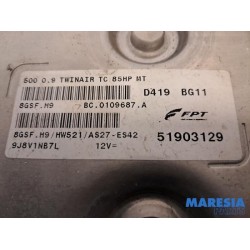 500 0.9 TWINAIR TC 85HP MT
D419 BG11
8GSF.M9 BC.0109687.A
FPT
8GSF.M9/HW521/AS27-ES42
51903129
9J8V1NB7L 12V=
MARESIA